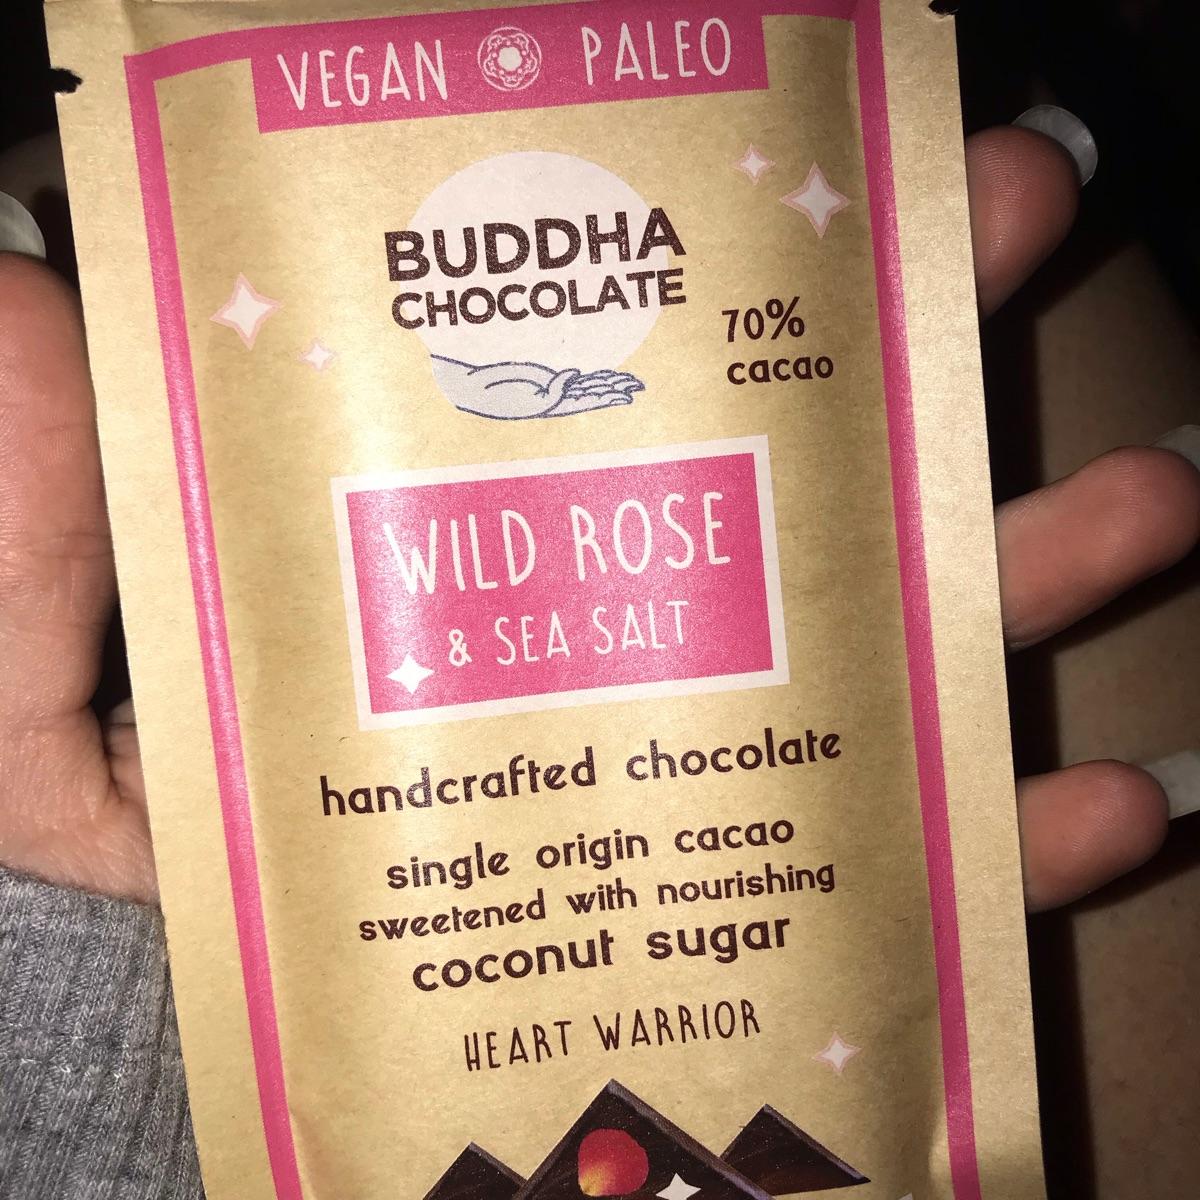 VEGAN PALEO
BUDDHA
CHOCOLATE
70%
cacao
WILD ROSE
& SEA SALT
handcrafted chocolate
single origin cacao
sweetened with nourishing
coconut sugar
HEART WARRIOR